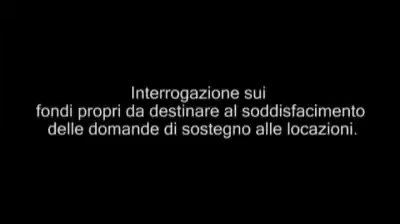 Interrogazione sui
fondi propri da destinare al soddisfacimento
delle domande di sostegno alle locazioni.